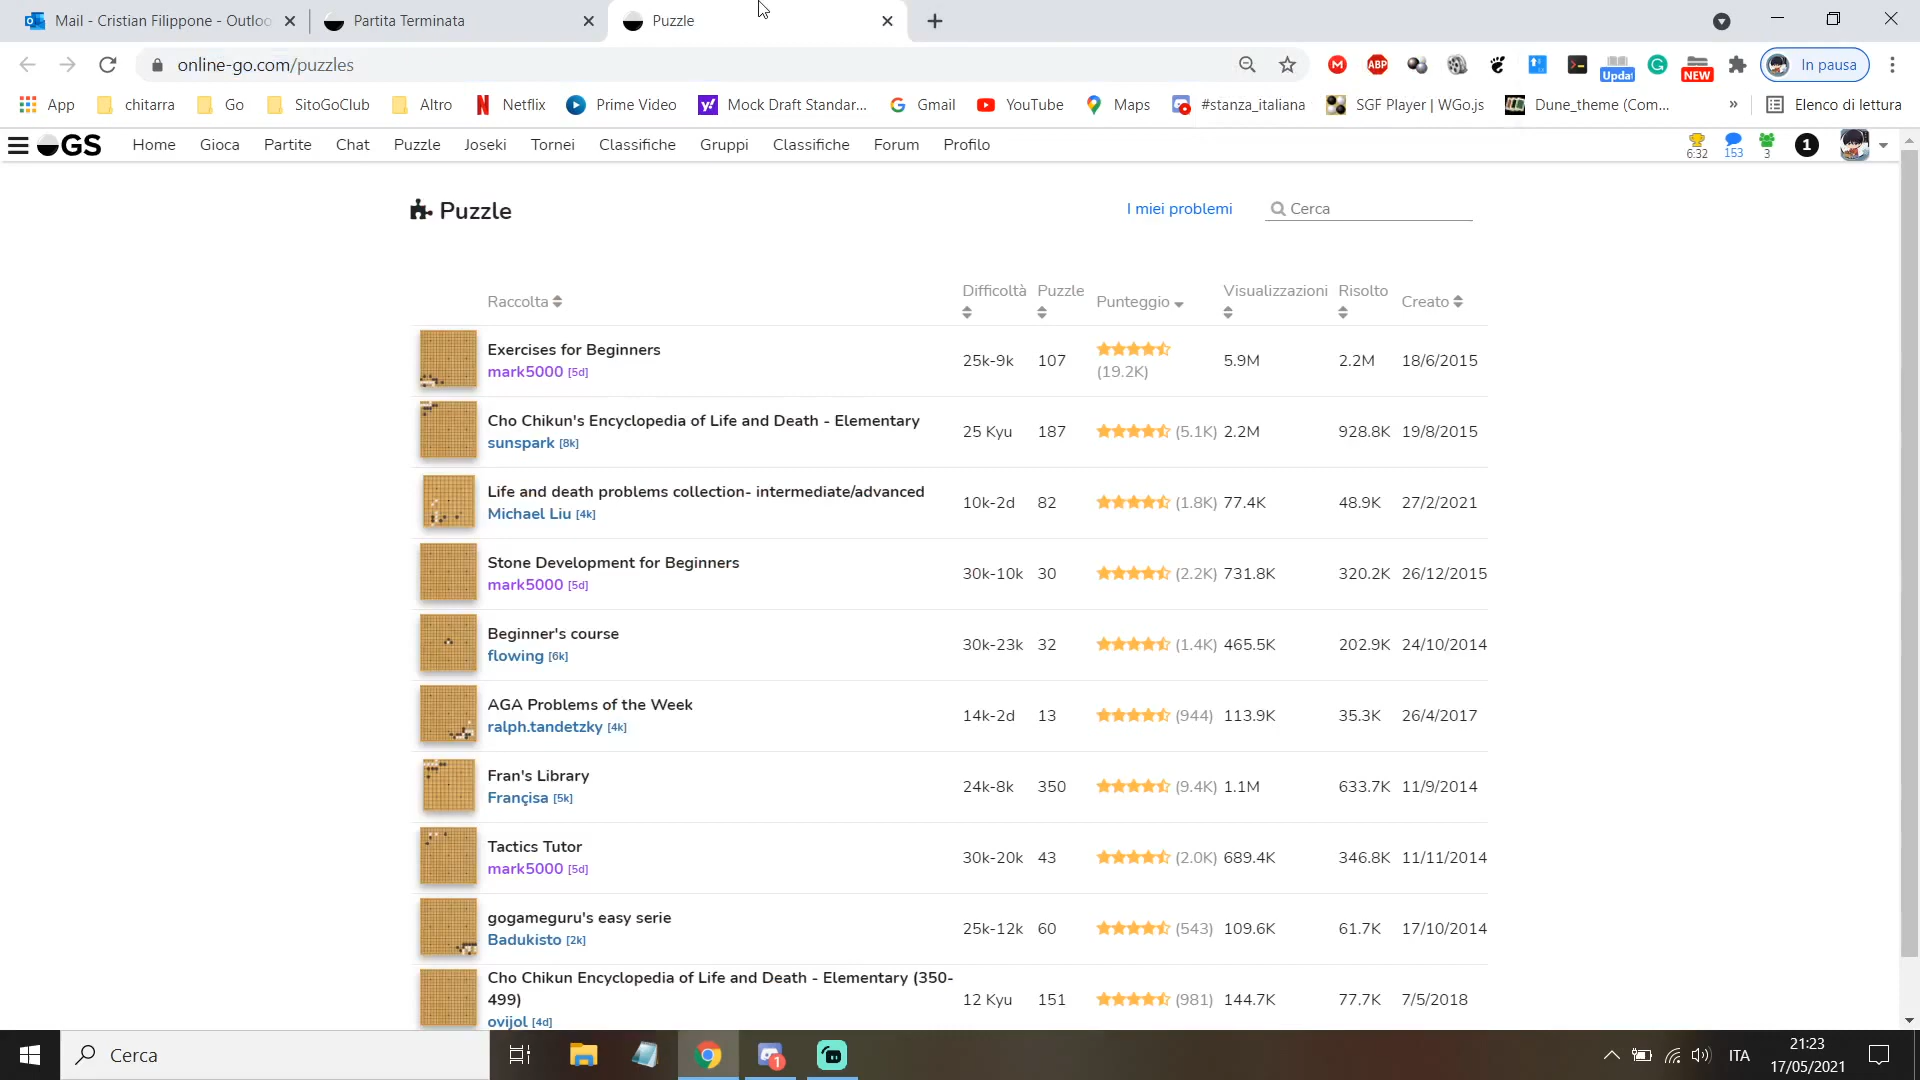 Mail - Cristian Filippone - Outloo
Partita Terminata
Puzzle
online-go.com/puzzles
M
ABP
Updat
NEW
In pausa
App
chitarra
Go
SitoGoClub
Altro
Netflix
Prime Video
Mock Draft Standar...
Gmail
YouTube
Maps
#stanza_italiana
SGF Player | WGo.js
Dune_theme (Com...
»
Elenco di lettura
GS
Home
Gioca
Partite
Chat
Puzzle
Joseki
Tornei
Classifiche
Gruppi
Classifiche
Forum
Profilo
6:32
153
3
1
Puzzle
I miei problemi
Cerca
Raccolta
Difficoltà
Puzzle
Punteggio
Visualizzazioni
Risolto
Creato
Exercises for Beginners
mark5000 [5d]
25k-9k 107 (19.2K) 5.9M 2.2M 18/6/2015
Cho Chikun's Encyclopedia of Life and Death - Elementary
sunspark [8k]
25 Kyu 187 (5.1K) 2.2M 928.8K 19/8/2015
Life and death problems collection- intermediate/advanced
Michael Liu [4k]
10k-2d 82 (1.8K) 77.4K 48.9K 27/2/2021
Stone Development for Beginners
mark5000 [5d]
30k-10k 30 (2.2K) 731.8K 320.2K 26/12/2015
Beginner's course
flowing [6k]
30k-23k 32 (1.4K) 465.5K 202.9K 24/10/2014
AGA Problems of the Week
ralph.tandetzky [4k]
14k-2d 13 (944) 113.9K 35.3K 26/4/2017
Fran's Library
Françisa [5k]
24k-8k 350 (9.4K) 1.1M 633.7K 11/9/2014
Tactics Tutor
mark5000 [5d]
30k-20k 43 (2.0K) 689.4K 346.8K 11/11/2014
gogameguru's easy serie
Badukisto [2k]
25k-12k 60 (543) 109.6K 61.7K 17/10/2014
Cho Chikun Encyclopedia of Life and Death - Elementary (350-
499)
ovijol [4d]
12 Kyu 151 (981) 144.7K 77.7K 7/5/2018
Cerca
1
ITA
21:23
17/05/2021